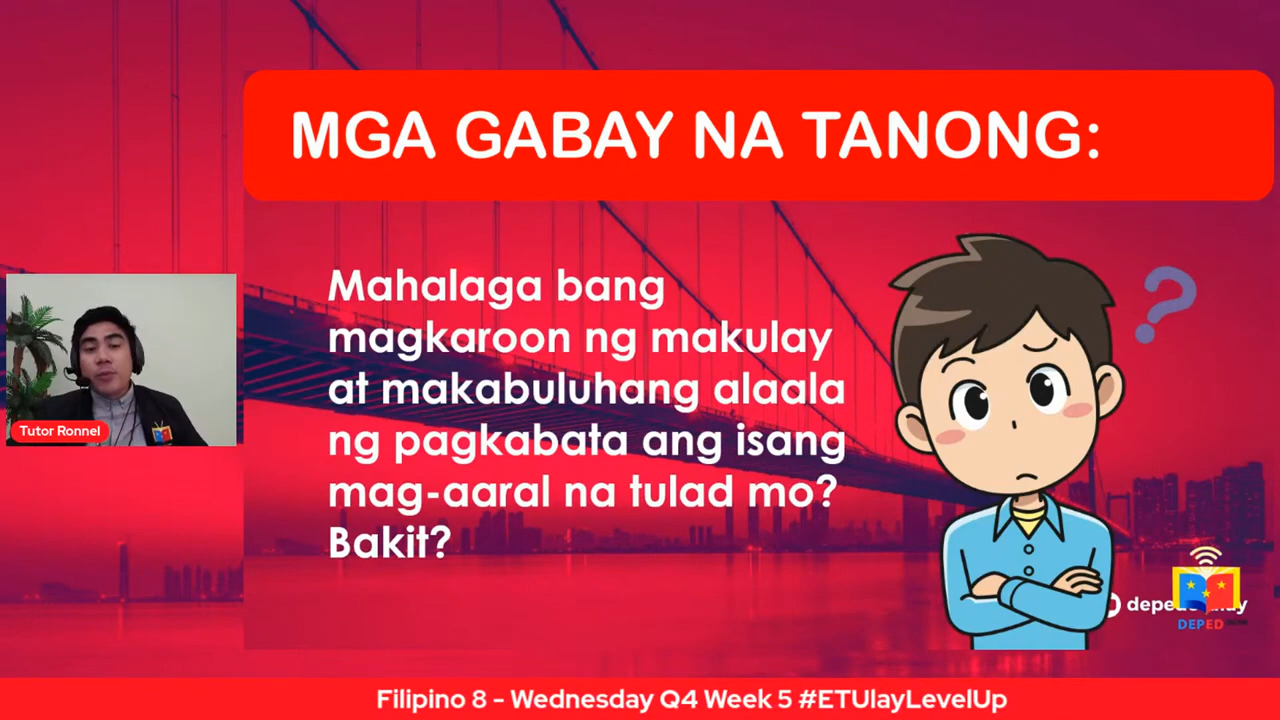 MGA GABAY NA TANONG:
Mahalaga bang
magkaroon ng makulay
at makabuluhang alaala
ng pagkabata ang isang
mag-aaral na tulad mo?
Bakit?
?
Tutor Ronnel
DEPED
Filipino 8 - Wednesday Q4 Week 5 #ETUlayLevelUp